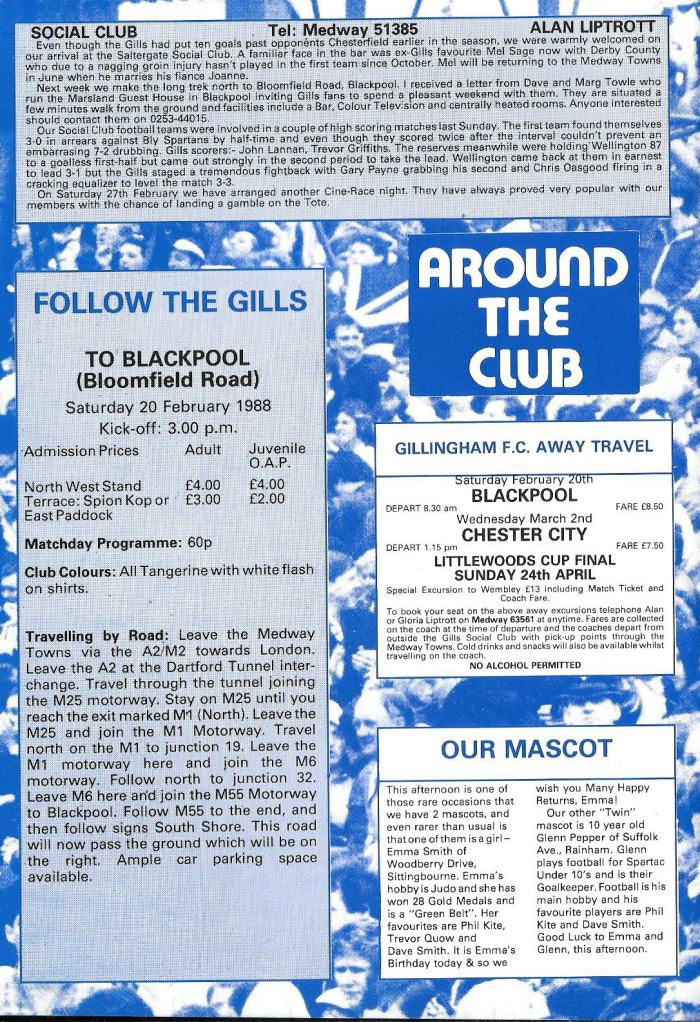 SOCIAL CLUB Tel: Medway 51385 ALAN LIPTROTT
Even though the Gills had put ten goals past opponents Chesterfield earlier in the season, we were warmly welcomed on
our arrival at the Saltergate Social Club. A familiar face in the bar was ex-Gills favourite Mel Sage now with Derby County
who due to a nagging groin injury hasn't played in the first team since October. Mel will be returning to the Medway Towns
in June when he marries his fiance Joanne.
Next week we make the long trek north to Bloomfield Road, Blackpool. I received a letter from Dave and Marg Towle who
run the Marsland Guest House in Blackpool inviting Gills fans to spend a pleasant weekend with them. They are situated a
few minutes walk from the ground and facilities include a Bar, Colour Television and centrally heated rooms. Anyone interested
should contact them on 0253-44015.
Our Social Club football teams were involved in a couple of high scoring matches last Sunday. The first team found themselves
3-0 in arrears against Bly Spartans by half-time and even though they scored twice after the interval couldn't prevent an
embarrasing 7-2 drubbing. Gills scorers:- John Lannan, Trevor Griffiths. The reserves meanwhile were holding Wellington 87
to a goalless first-half but came out strongly in the second period to take the lead. Wellington came back at them in earnest
to lead 3-1 but the Gills staged a tremendous fightback with Gary Payne grabbing his second and Chris Oasgood firing in a
cracking equalizer to level the match 3-3.
On Saturday 27th February we have arranged another Cine-Race night. They have always proved very popular with our
members with the chance of landing a gamble on the Tote.
AROUND
THE
CLUB
FOLLOW THE GILLS
TO BLACKPOOL
(Bloomfield Road)
Saturday 20 February 1988
Kick-off: 3.00 p.m.
Admission Prices Adult Juvenile
O.A.P.
North West Stand £4.00 £4.00
Terrace: Spion Kop or £3.00 £2.00
East Paddock
Matchday Programme: 60p
Club Colours: All Tangerine with white flash
on shirts.
Travelling by Road: Leave the Medway
Towns via the A2/M2 towards London.
Leave the A2 at the Dartford Tunnel inter-
change. Travel through the tunnel joining
the M25 motorway. Stay on M25 until you
reach the exit marked M1 (North). Leave the
M25 and join the M1 Motorway. Travel
north on the M1 to junction 19. Leave the
M1 motorway here and join the M6
motorway. Follow north to junction 32.
Leave M6 here and join the M55 Motorway
to Blackpool. Follow M55 to the end, and
then follow signs South Shore. This road
will now pass the ground which will be on
the right. Ample car parking space
available.
GILLINGHAM F.C. AWAY TRAVEL
Saturday February 20th
BLACKPOOL
DEPART 8.30 am FARE £8.50
Wednesday March 2nd
CHESTER CITY
DEPART 1.15 pm FARE £7.50
LITTLEWOODS CUP FINAL
SUNDAY 24th APRIL
Special Excursion to Wembley £13 including Match Ticket and
Coach Fare.
To book your seat on the above away excursions telephone Alan
or Gloria Liptrott on Medway 63561 at anytime. Fares are collected
on the coach at the time of departure and the coaches depart from
outside the Gills Social Club with pick-up points through the
Medway Towns. Cold drinks and snacks will also be available whilst
travelling on the coach.
NO ALCOHOL PERMITTED
OUR MASCOT
This afternoon is one of
those rare occasions that
we have 2 mascots, and
even rarer than usual is
that one of them is a girl–
Emma Smith of
Woodberry Drive,
Sittingbourne. Emma's
hobby is Judo and she has
won 28 Gold Medals and
is a "Green Belt". Her
favourites are Phil Kite,
Trevor Quow and
Dave Smith. It is Emma's
Birthday today & so we
wish you Many Happy
Returns, Emma!
Our other "Twin"
mascot is 10 year old
Glenn Pepper of Suffolk
Ave., Rainham. Glenn
plays football for Spartac
Under 10's and is their
Goalkeeper. Football is his
main hobby and his
favourite players are Phil
Kite and Dave Smith.
Good Luck to Emma and
Glenn, this afternoon.